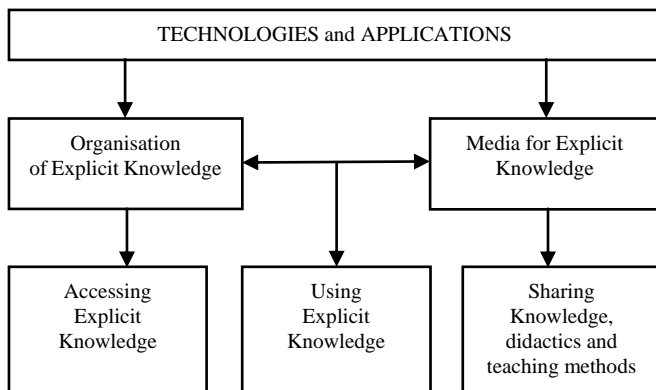 TECHNOLOGIES and APPLICATIONS
Organisation
of Explicit Knowledge
Media for Explicit
Knowledge
Accessing
Explicit
Knowledge
Using
Explicit
Knowledge
Sharing
Knowledge,
didactics and
teaching methods